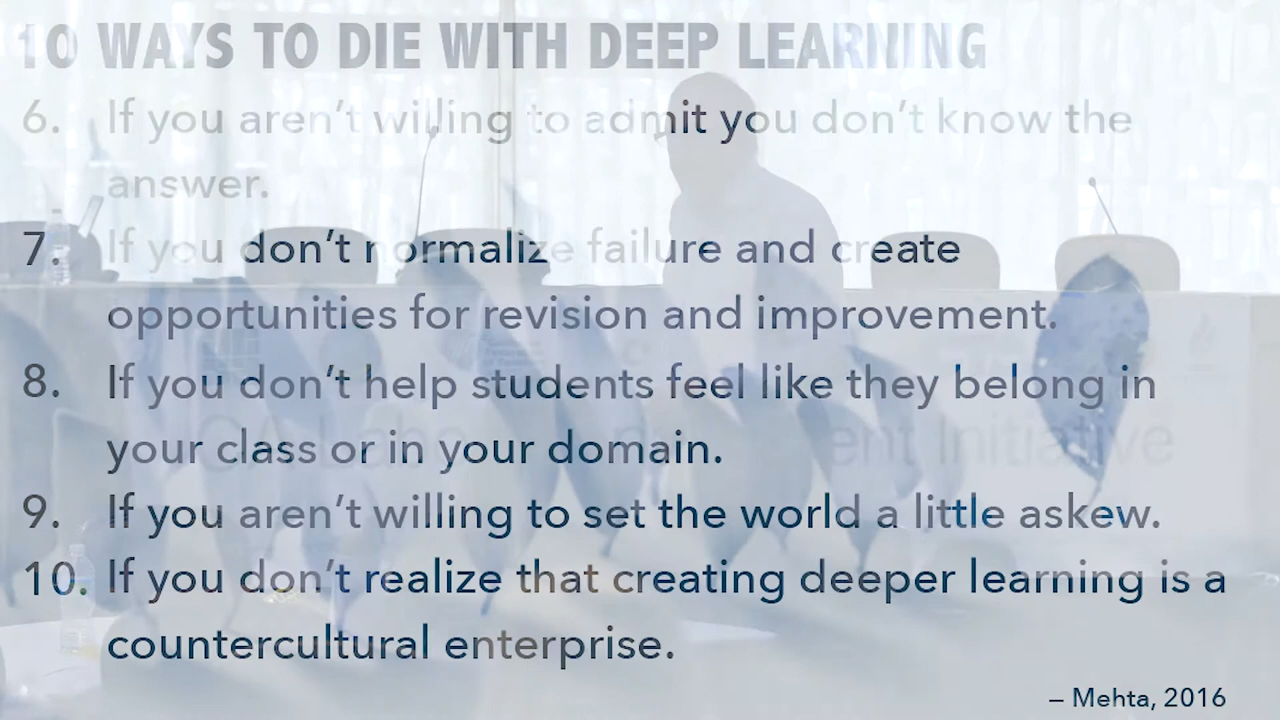 10 WAYS TO DIE WITH DEEP LEARNING
6. If you aren't willing to admit you don't know the
answer.
7. If you don't normalize failure and create
opportunities for revision and improvement.
8. If you don't help students feel like they belong in
your class or in your domain.
ent Initiative
9. If you aren't willing to set the world a little askew.
10. If you don't realize that creating deeper learning is a
countercultural enterprise.
– Mehta, 2016